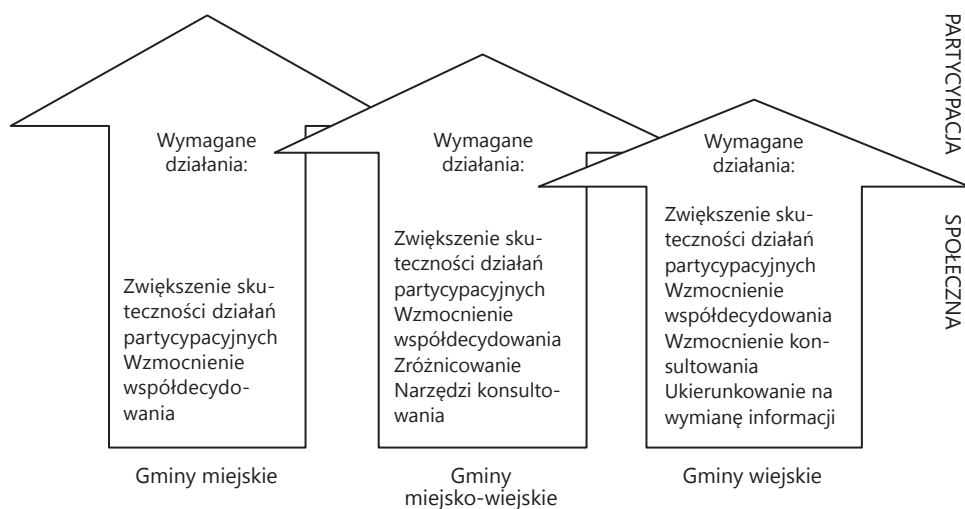 Wymagane
działania:
Zwiększenie sku-
teczności działań
partycypacyjnych
Wzmocnienie
współdecydo-
wania
Gminy miejskie
Wymagane
działania:
Zwiększenie sku-
teczności działań
partycypacyjnych
Wzmocnienie
współdecydowania
Zróżnicowanie
Narzędzi konsulto-
wania
Gminy
miejsko-wiejskie
Wymagane
działania:
Zwiększenie sku-
teczności działań
partycypacyjnych
Wzmocnienie
współdecydowania
Wzmocnienie kon-
sultowania
Ukierunkowanie na
wymianę informacji
Gminy wiejskie
PARTYCYPACJA SPOŁECZNA